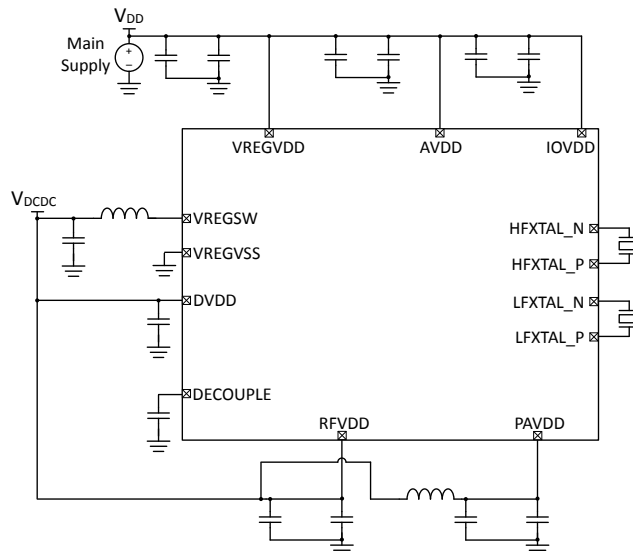 VDD
Main
Supply
+
–
VREGVDD
AVDD
IOVDD
VDCDC
VREGSW
VREGVSS
DVDD
DECOUPLE
HFXTAL_N
HFXTAL_P
LFXTAL_N
LFXTAL_P
RFVDD
PAVDD